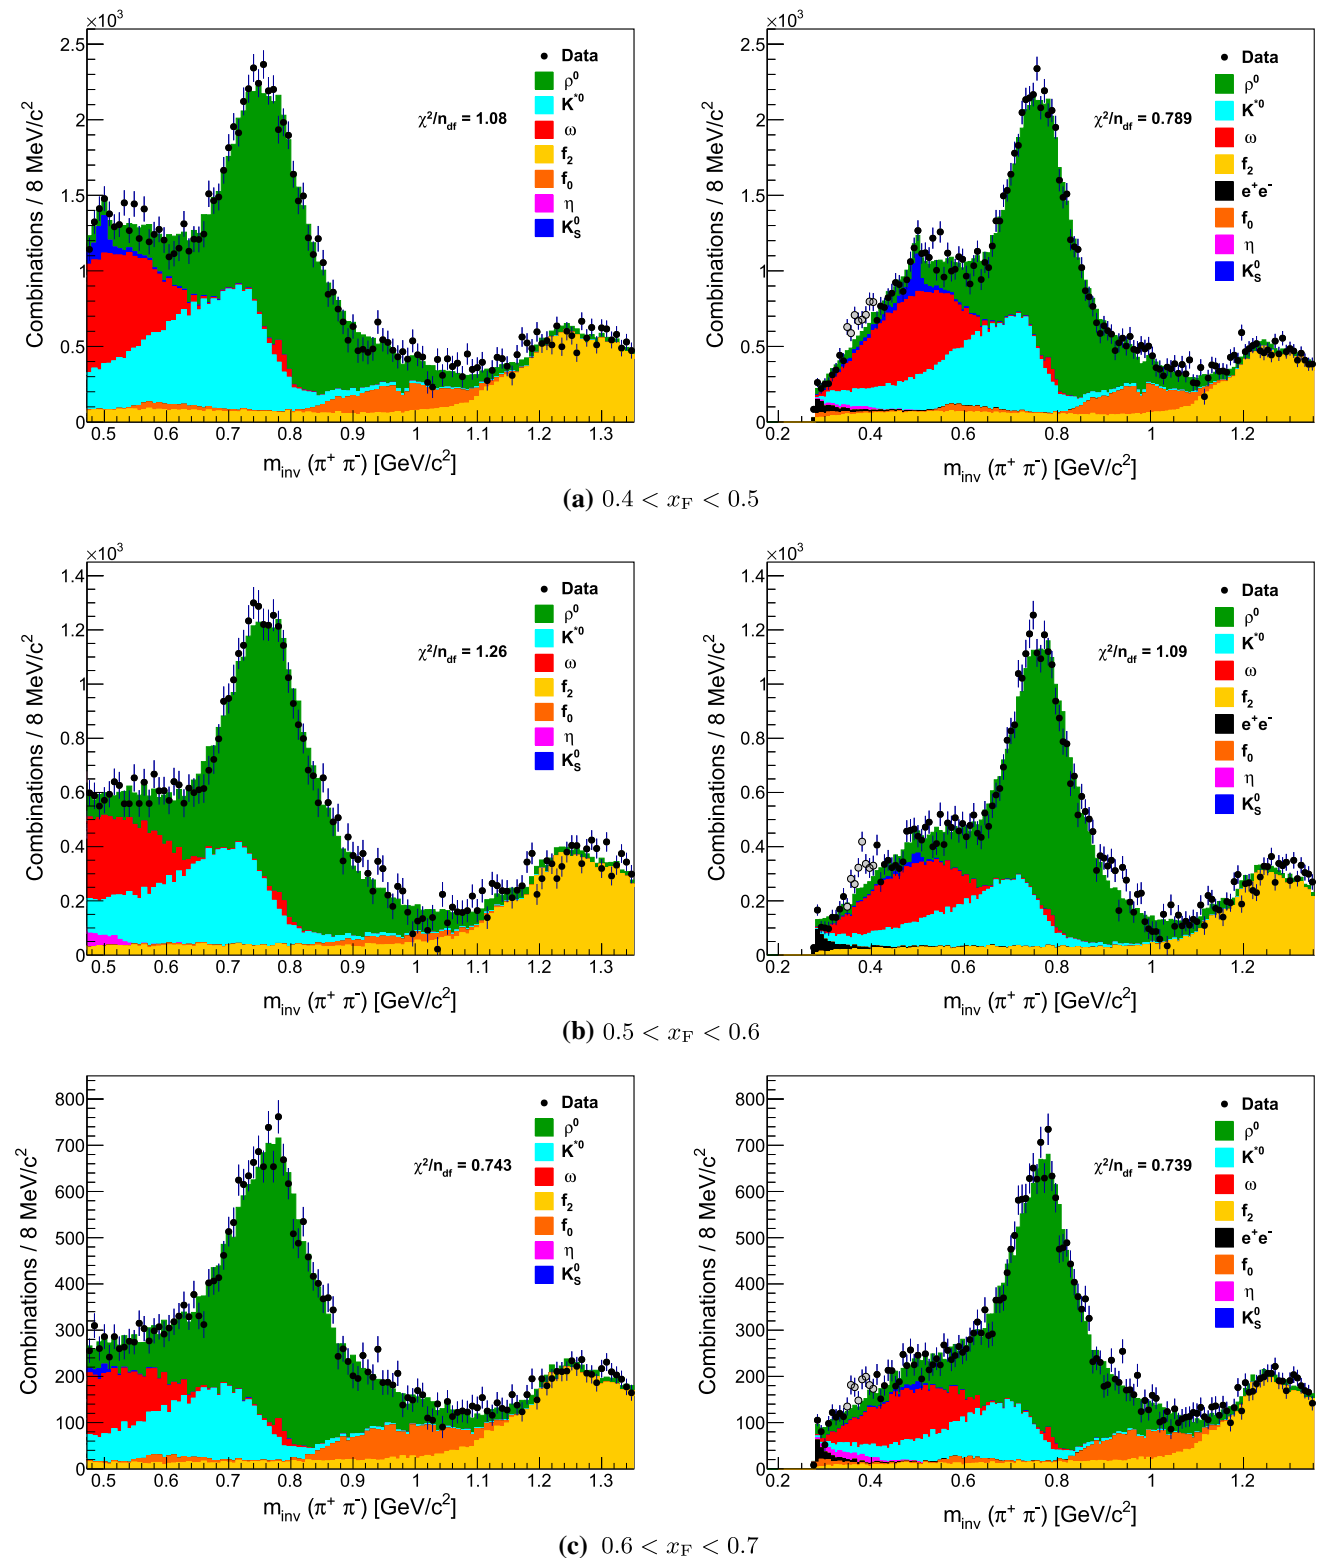 ×10³
Combinations / 8 MeV/c²
2.5
2
1.5
1
0.5
0
0.5 0.6 0.7 0.8 0.9 1 1.1 1.2 1.3
m_inv (π⁺ π⁻) [GeV/c²]
χ²/n_df = 1.08
Data
ρ⁰
K*⁰
ω
f₂
f₀
η
K⁰_S
×10³
Combinations / 8 MeV/c²
2.5
2
1.5
1
0.5
0
0.2 0.4 0.6 0.8 1 1.2
m_inv (π⁺ π⁻) [GeV/c²]
χ²/n_df = 0.789
Data
ρ⁰
K*⁰
ω
f₂
e⁺e⁻
f₀
η
K⁰_S
(a) 0.4 < x_F < 0.5
×10³
Combinations / 8 MeV/c²
1.4
1.2
1
0.8
0.6
0.4
0.2
0
0.5 0.6 0.7 0.8 0.9 1 1.1 1.2 1.3
m_inv (π⁺ π⁻) [GeV/c²]
χ²/n_df = 1.26
Data
ρ⁰
K*⁰
ω
f₂
f₀
η
K⁰_S
×10³
Combinations / 8 MeV/c²
1.4
1.2
1
0.8
0.6
0.4
0.2
0
0.2 0.4 0.6 0.8 1 1.2
m_inv (π⁺ π⁻) [GeV/c²]
χ²/n_df = 1.09
Data
ρ⁰
K*⁰
ω
f₂
e⁺e⁻
f₀
η
K⁰_S
(b) 0.5 < x_F < 0.6
Combinations / 8 MeV/c²
800
700
600
500
400
300
200
100
0
0.5 0.6 0.7 0.8 0.9 1 1.1 1.2 1.3
m_inv (π⁺ π⁻) [GeV/c²]
χ²/n_df = 0.743
Data
ρ⁰
K*⁰
ω
f₂
f₀
η
K⁰_S
Combinations / 8 MeV/c²
800
700
600
500
400
300
200
100
0
0.2 0.4 0.6 0.8 1 1.2
m_inv (π⁺ π⁻) [GeV/c²]
χ²/n_df = 0.739
Data
ρ⁰
K*⁰
ω
f₂
e⁺e⁻
f₀
η
K⁰_S
(c) 0.6 < x_F < 0.7